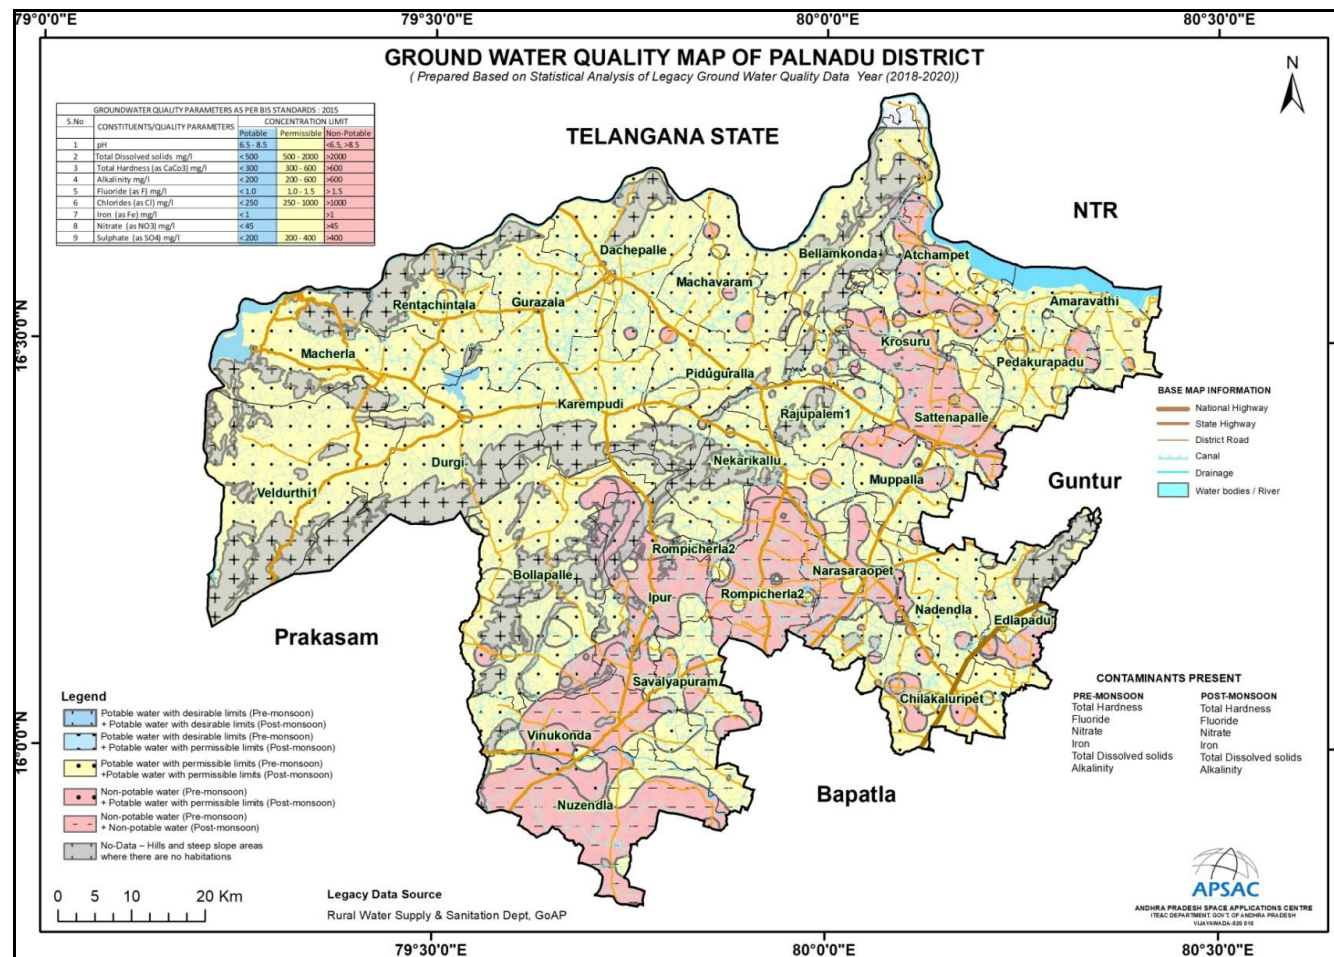 79°0'0"E 79°30'0"E 80°0'0"E 80°30'0"E
GROUND WATER QUALITY MAP OF PALNADU DISTRICT
( Prepared Based on Statistical Analysis of Legacy Ground Water Quality Data Year (2018-2020))
N
GROUNDWATER QUALITY PARAMETERS AS PER BIS STANDARDS : 2015
S.No CONSTITUENTS/QUALITY PARAMETERS CONCENTRATION LIMIT
Potable Permissible Non-Potable
1 pH 6.5 - 8.5 <6.5, >8.5
2 Total Dissolved solids mg/l <500 500 - 2000 >2000
3 Total Hardness (as CaCo3) mg/l <300 300 - 600 >600
4 Alkalinity mg/l <200 200 - 600 >600
5 Fluoride (as F) mg/l <1.0 1.0 - 1.5 >1.5
6 Chlorides (as Cl) mg/l <250 250 - 1000 >1000
7 Iron (as Fe) mg/l <1 >1
8 Nitrate (as NO3) mg/l <45 >45
9 Sulphate (as SO4) mg/l <200 200 - 400 >400
TELANGANA STATE
NTR
Dachepalle
Bellamkonda
Atchampet
Machavaram
Rentachintala
Gurazala
Amaravathi
16°30'0"N
16°30'0"N
Krosuru
Macherla
Pedakurapadu
Piduguralla
Karempudi
Rajupalem1
Sattenapalle
BASE MAP INFORMATION
National Highway
State Highway
District Road
Canal
Drainage
Water bodies / River
Durgi
Nekarikallu
Muppalla
Guntur
Veldurthi1
Rompicherla2
Bollapalle
Narasaraopet
Ipur
Rompicherla2
Nadendla
Edlapadu
Prakasam
Savalyapuram
Chilakaluripet
Vinukonda
16°0'0"N
16°0'0"N
Nuzendla
Bapatla
CONTAMINANTS PRESENT
PRE-MONSOON
Total Hardness
Fluoride
Nitrate
Iron
Total Dissolved solids
Alkalinity
POST-MONSOON
Total Hardness
Fluoride
Nitrate
Iron
Total Dissolved solids
Alkalinity
Legend
Potable water with desirable limits (Pre-monsoon)
+ Potable water with desirable limits (Post-monsoon)
Potable water with desirable limits (Pre-monsoon)
+ Potable water with permissible limits (Post-monsoon)
Potable water with permissible limits (Pre-monsoon)
+Potable water with permissible limits (Post-monsoon)
Non-potable water (Pre-monsoon)
+ Potable water with permissible limits (Post-monsoon)
Non-potable water (Pre-monsoon)
+ Non-potable water (Post-monsoon)
No-Data – Hills and steep slope areas
where there are no habitations
0 5 10 20 Km
Legacy Data Source
Rural Water Supply & Sanitation Dept, GoAP
APSAC
ANDHRA PRADESH SPACE APPLICATIONS CENTRE
ITE&C DEPARTMENT, GOVT. OF ANDHRA PRADESH
VIJAYAWADA-520 010
79°30'0"E 80°0'0"E 80°30'0"E